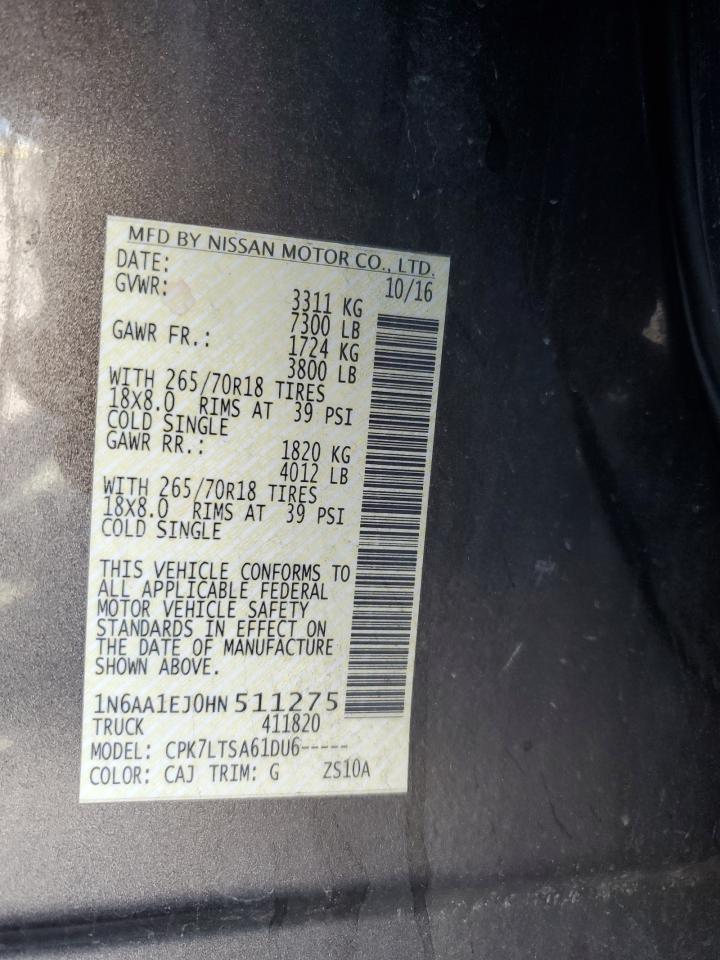 MFD BY NISSAN MOTOR CO., LTD.
DATE: 10/16
GVWR: 3311 KG
7300 LB
GAWR FR.: 1724 KG
3800 LB
WITH 265/70R18 TIRES
18X8.0 RIMS AT 39 PSI
COLD SINGLE
GAWR RR.: 1820 KG
4012 LB
WITH 265/70R18 TIRES
18X8.0 RIMS AT 39 PSI
COLD SINGLE
THIS VEHICLE CONFORMS TO
ALL APPLICABLE FEDERAL
MOTOR VEHICLE SAFETY
STANDARDS IN EFFECT ON
THE DATE OF MANUFACTURE
SHOWN ABOVE.
1N6AA1EJ0HN 511275
TRUCK 411820
MODEL: CPK7LTSA61DU6-----
COLOR: CAJ TRIM: G ZS10A